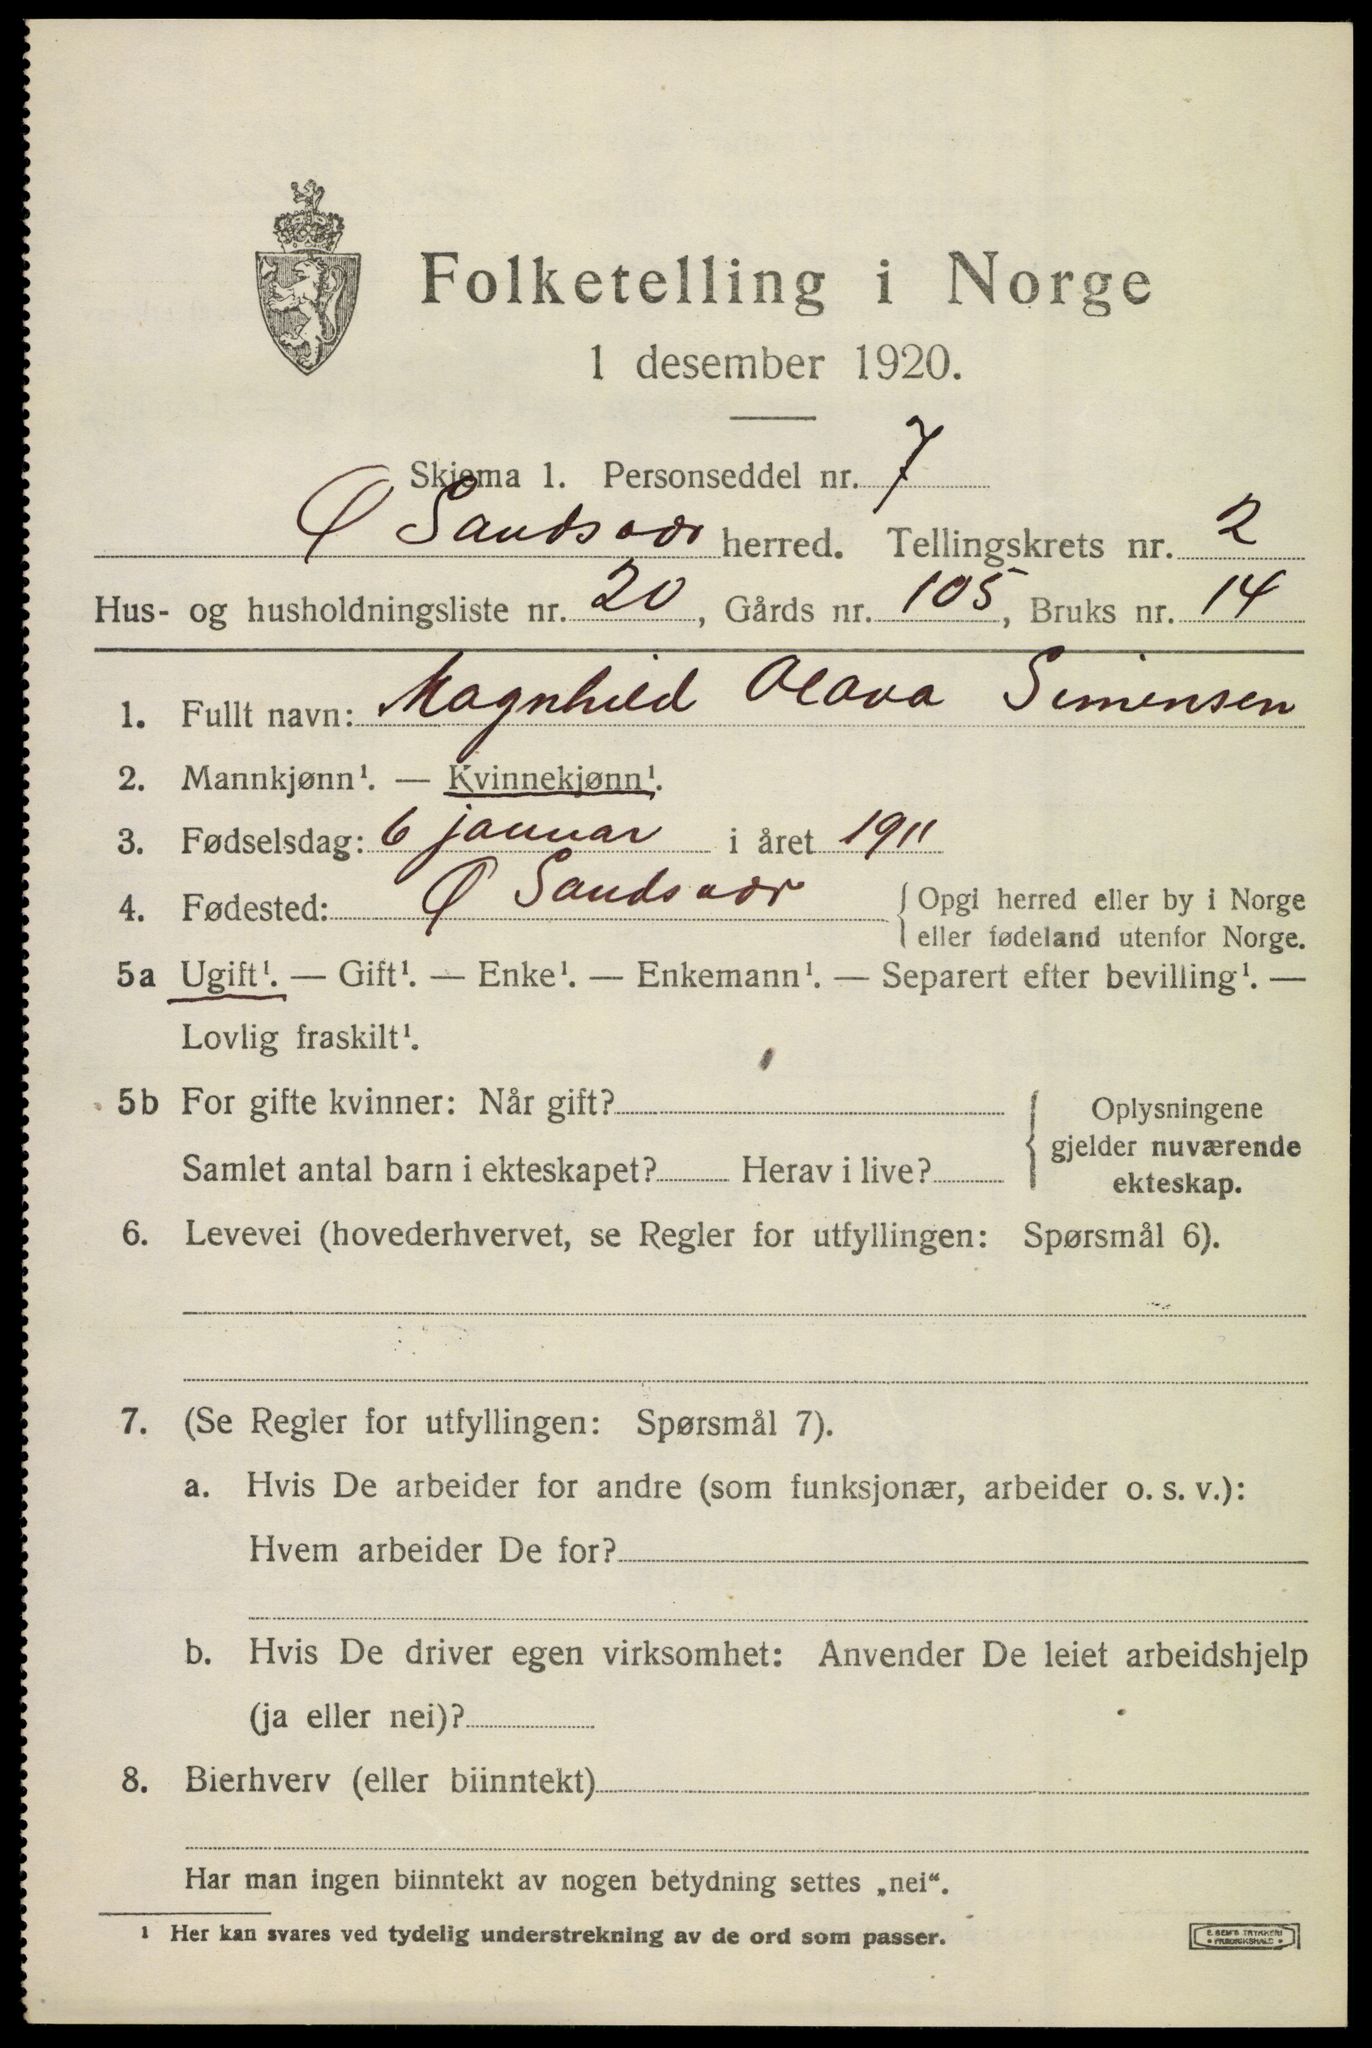 Folketelling i Norge
1 desember 1920.
Skjema 1. Personseddel nr. 7
Ø Sandsvær herred. Tellingskrets nr. 2
Hus- og husholdningsliste nr. 20, Gårds nr. 105, Bruks nr. 14
1. Fullt navn: Magnhild Olava Simensen
2. Mannkjønn¹. — Kvinnekjønn¹.
3. Fødselsdag: 6 januar i året 1911
4. Fødested: Ø Sandsvær { Opgi herred eller by i Norge
eller fødeland utenfor Norge.
5a Ugift¹. — Gift¹. — Enke¹. — Enkemann¹. — Separert efter bevilling¹. —
Lovlig fraskilt¹.
5b For gifte kvinner: Når gift? { Oplysningene
gjelder nuværende
Samlet antal barn i ekteskapet? Herav i live? ekteskap.
6. Levevei (hovederhvervet, se Regler for utfyllingen: Spørsmål 6).
7. (Se Regler for utfyllingen: Spørsmål 7).
a. Hvis De arbeider for andre (som funksjonær, arbeider o. s. v.):
Hvem arbeider De for?
b. Hvis De driver egen virksomhet: Anvender De leiet arbeidshjelp
(ja eller nei)?
8. Bierhverv (eller biinntekt)
Har man ingen biinntekt av nogen betydning settes „nei“.
¹ Her kan svares ved tydelig understrekning av de ord som passer.
E. SEM'S TRYKKERI
• FREDRIKSHALD •